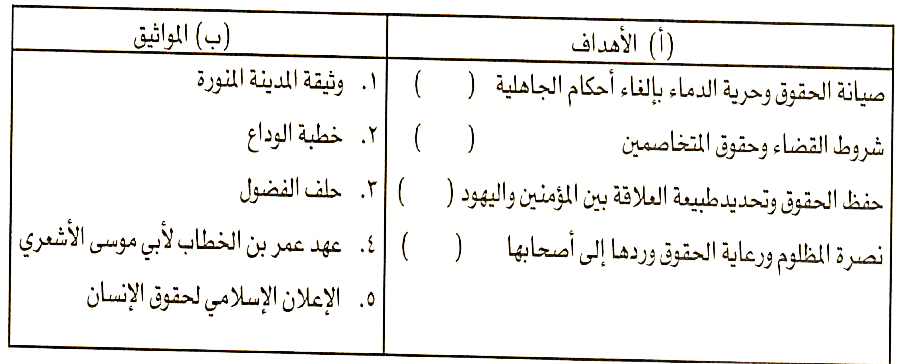 (أ) الأهداف
(ب) المواثيق
صيانة الحقوق وحرية الدماء بإلغاء أحكام الجاهلية ( )
١. وثيقة المدينة المنورة
شروط القضاء وحقوق المتخاصمين ( )
٢. خطبة الوداع
حفظ الحقوق وتحديد طبيعة العلاقة بين المؤمنين واليهود ( )
٣. حلف الفضول
نصرة المظلوم ورعاية الحقوق وردها إلى أصحابها ( )
٤. عهد عمر بن الخطاب لأبي موسى الأشعري
٥. الإعلان الإسلامي لحقوق الإنسان